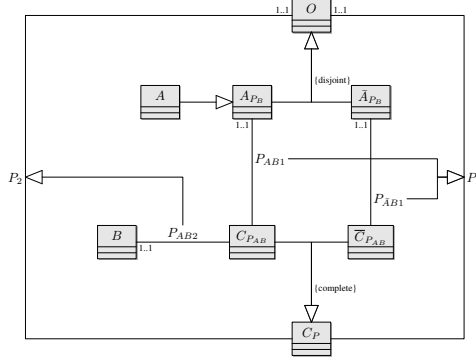 1..1 O 1..1
{disjoint}
A A_{P_B} Ā_{P_B}
1..1 1..1
P_{AB1}
P_2 P
P_{ĀB1}
P_{AB2}
B C_{P_{AB}} \overline{C}_{P_{AB}}
1..1
{complete}
C_P